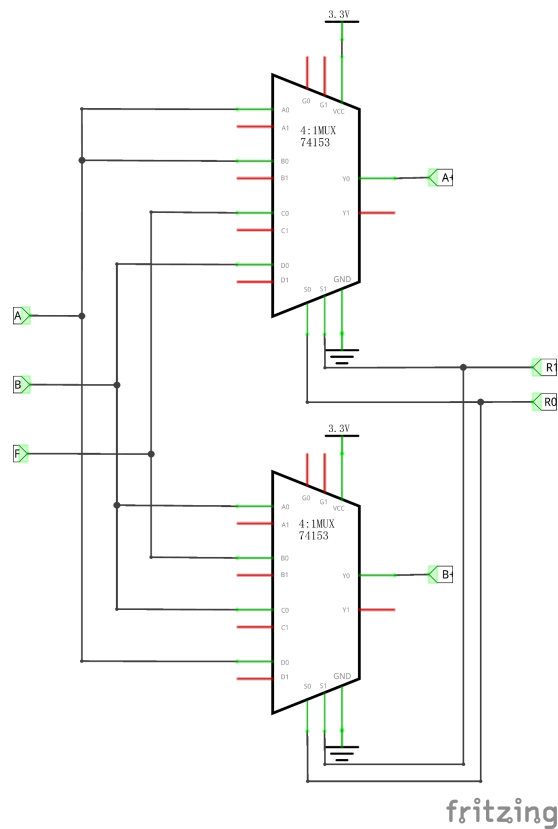 3.3V
G0
G1
VCC
A0
4:1MUX
A1
74153
B0
B1
Y0
A+
C0
Y1
C1
D0
D1
GND
S0
S1
A
R1
B
R0
3.3V
F
G0
G1
VCC
A0
4:1MUX
A1
74153
B0
B1
Y0
B+
C0
Y1
C1
D0
D1
GND
S0
S1
fritzing